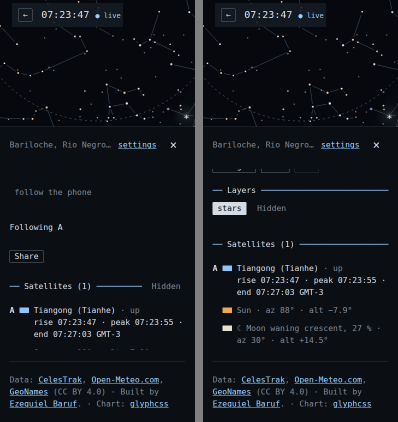 ← 07:23:47 ● live
Bariloche, Rio Negro… settings ×
follow the phone
Following A
Share
Satellites (1) Hidden
A Tiangong (Tianhe) · up
rise 07:23:47 · peak 07:23:55 ·
end 07:27:03 GMT-3
Data: CelesTrak, Open-Meteo.com,
GeoNames (CC BY 4.0) · Built by
Ezequiel Baruf. · Chart: glyphcss
← 07:23:47 ● live
Bariloche, Rio Negro… settings ×
Layers
stars Hidden
Satellites (1)
A Tiangong (Tianhe) · up
rise 07:23:47 · peak 07:23:55 ·
end 07:27:03 GMT-3
Sun · az 88° · alt −7.9°
☾ Moon waning crescent, 27 % ·
az 30° · alt +14.5°
Data: CelesTrak, Open-Meteo.com,
GeoNames (CC BY 4.0) · Built by
Ezequiel Baruf. · Chart: glyphcss